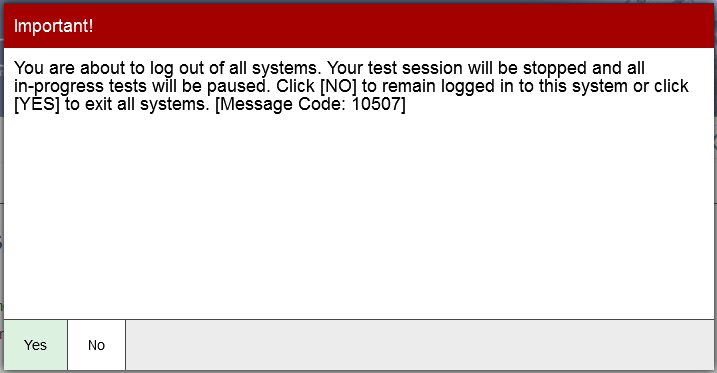 Important!
You are about to log out of all systems. Your test session will be stopped and all
in-progress tests will be paused. Click [NO] to remain logged in to this system or click
[YES] to exit all systems. [Message Code: 10507]
Yes
No